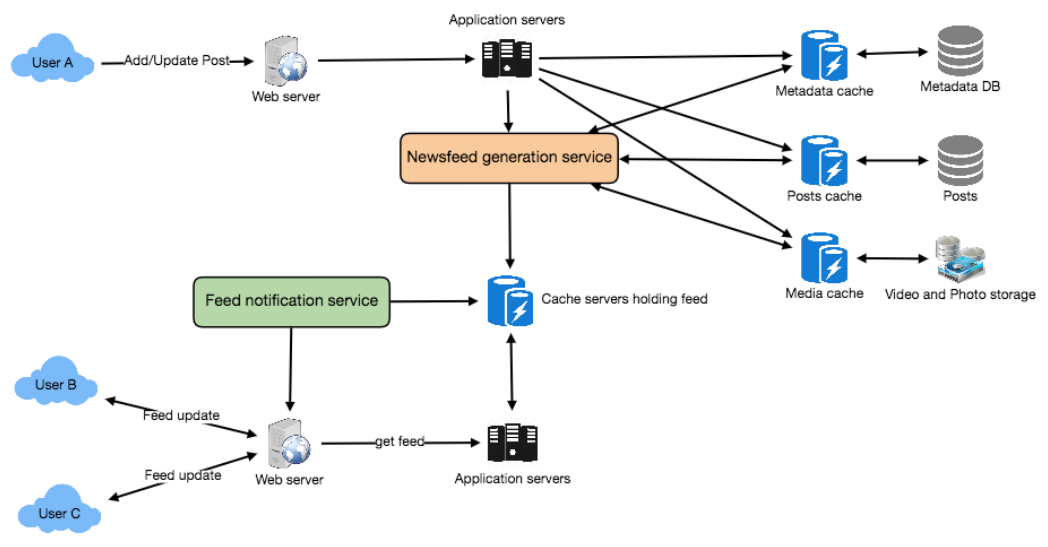 Application servers
User A
Add/Update Post
Web server
Metadata cache
Metadata DB
Newsfeed generation service
Posts cache
Posts
Media cache
Video and Photo storage
Feed notification service
Cache servers holding feed
User B
Feed update
get feed
Feed update
Web server
Application servers
User C